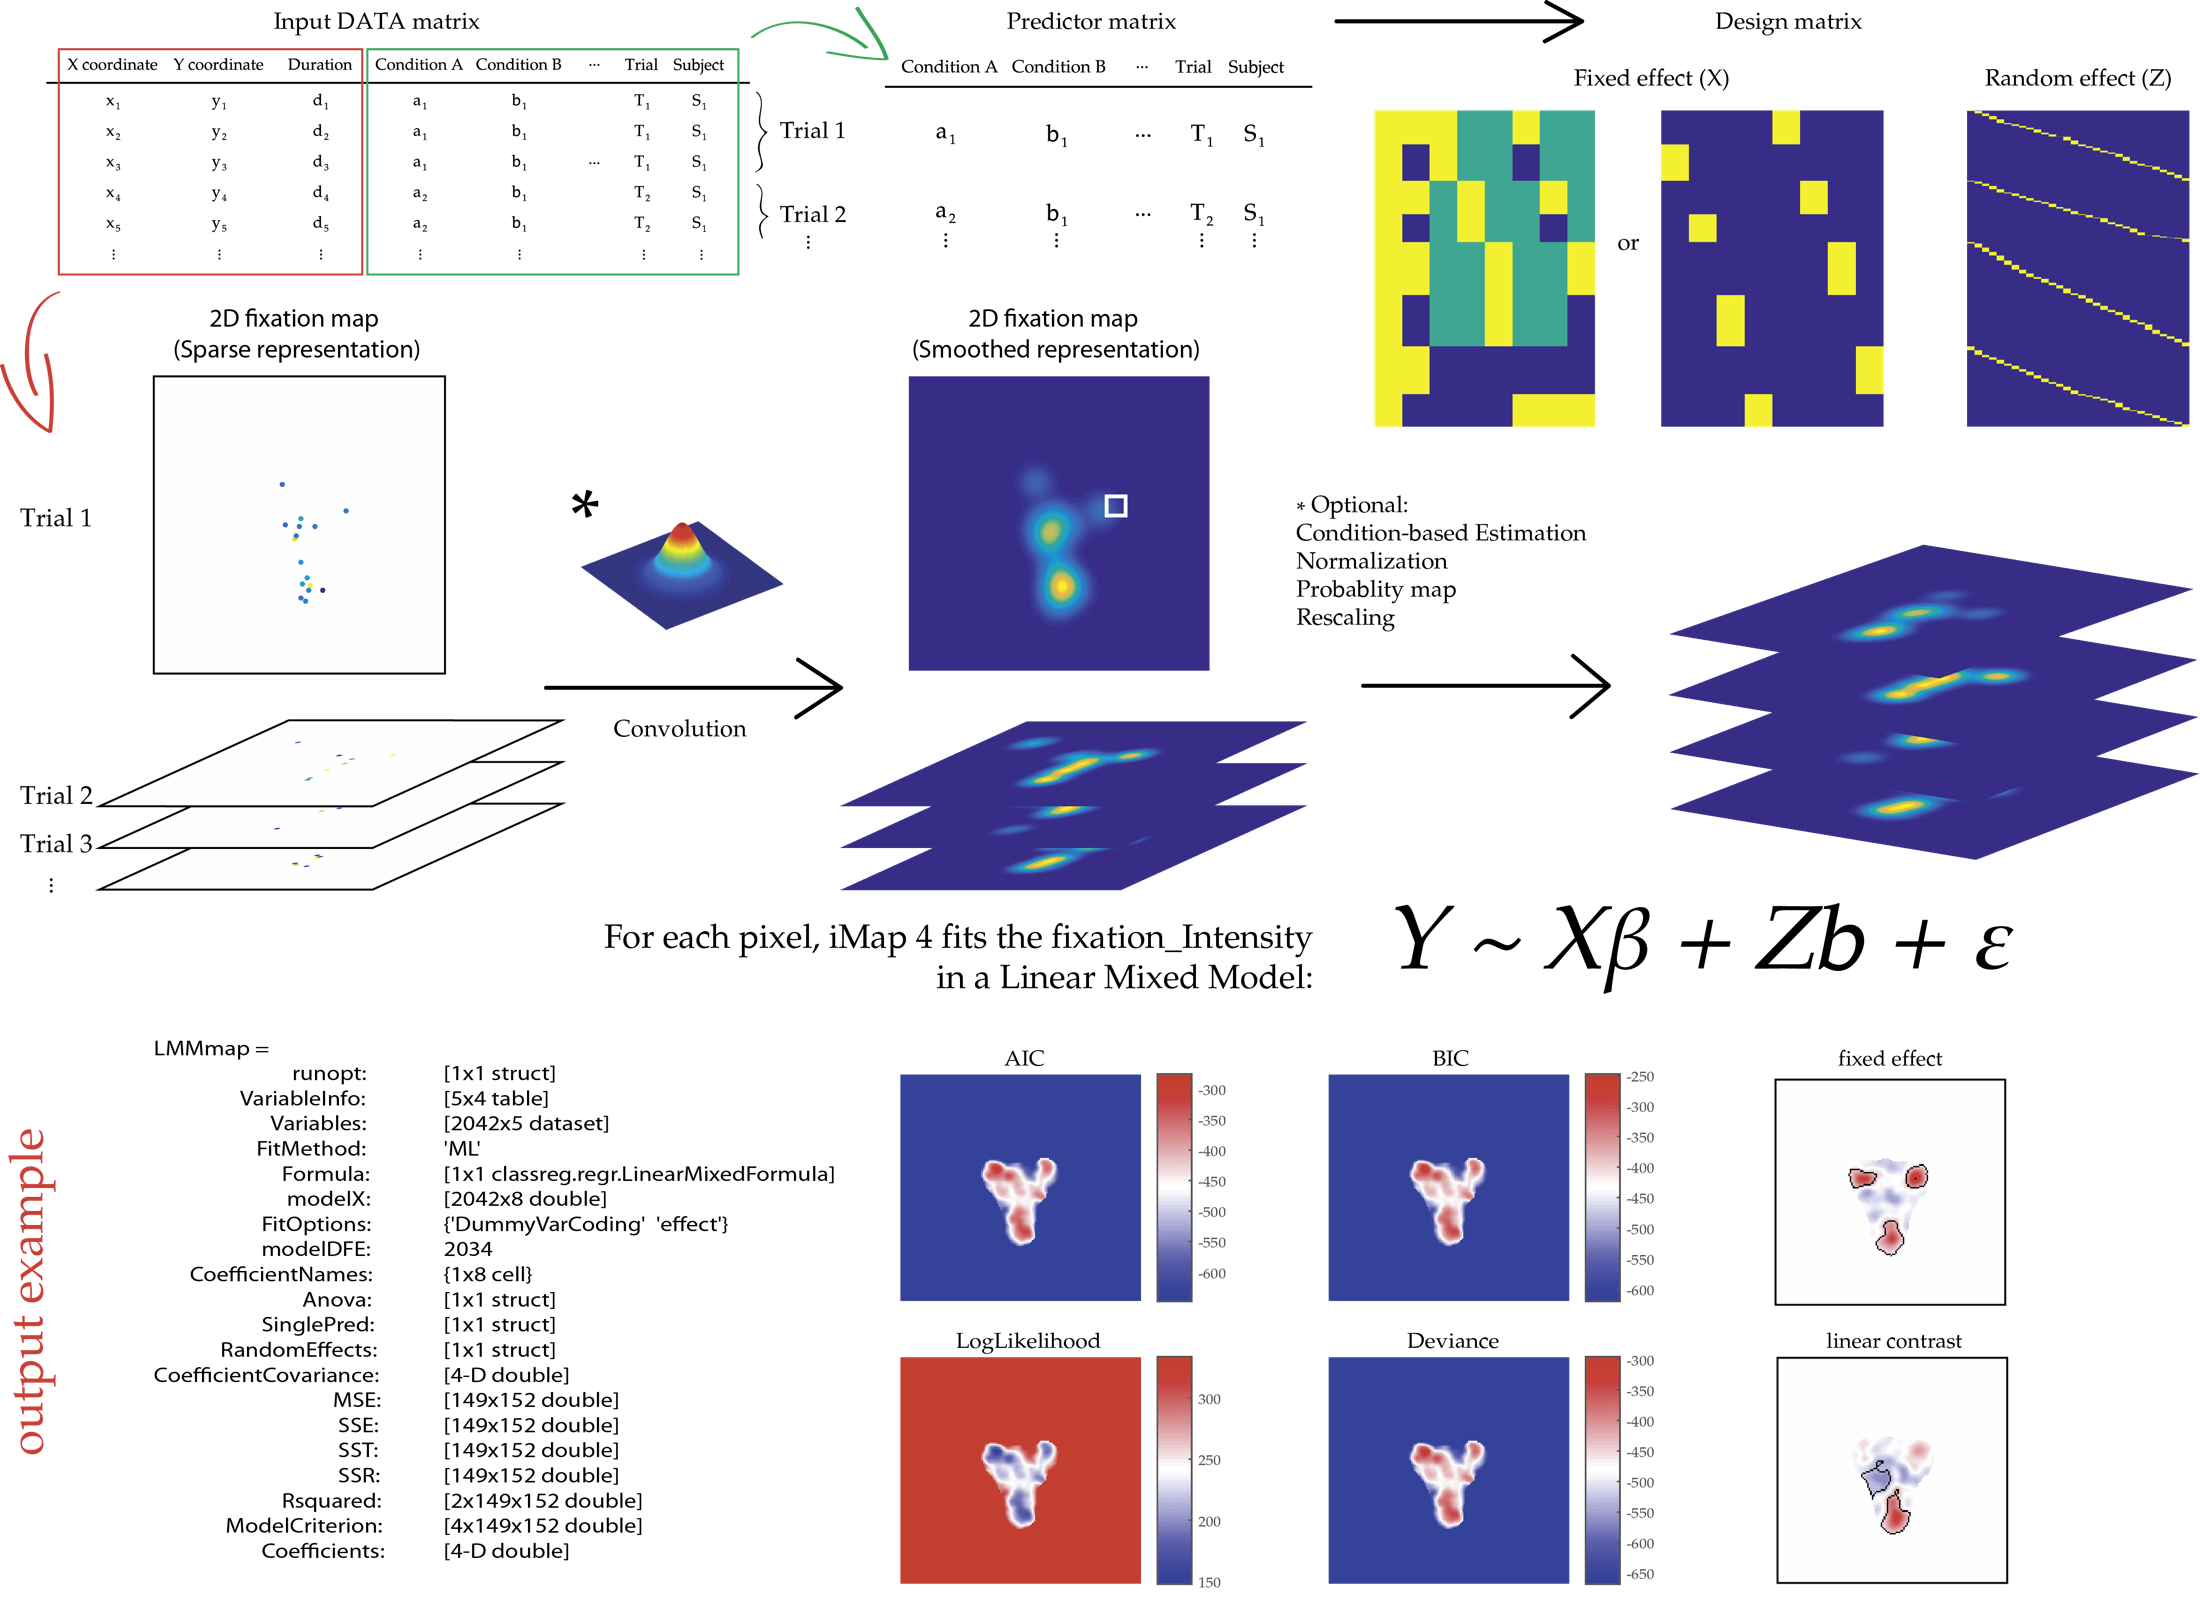 Input DATA matrix
X coordinate Y coordinate Duration Condition A Condition B ... Trial Subject
x1 y1 d1 a1 b1 T1 S1
x2 y2 d2 a1 b1 T1 S1
x3 y3 d3 a1 b1 ... T1 S1
x4 y4 d4 a2 b1 T2 S1
x5 y5 d5 a2 b1 T2 S1
⋮ ⋮ ⋮ ⋮ ⋮ ⋮ ⋮
Trial 1
Trial 2
⋮
Predictor matrix
Condition A Condition B ... Trial Subject
a1 b1 ... T1 S1
a2 b1 ... T2 S1
⋮ ⋮ ⋮ ⋮
Design matrix
Fixed effect (X)
or
Random effect (Z)
2D fixation map
(Sparse representation)
Trial 1
Trial 2
Trial 3
⋮
*
Convolution
2D fixation map
(Smoothed representation)
* Optional:
Condition-based Estimation
Normalization
Probablity map
Rescaling
For each pixel, iMap 4 fits the fixation_Intensity
in a Linear Mixed Model:
Y ~ Xβ + Zb + ε
output example
LMMmap =
runopt: [1x1 struct]
VariableInfo: [5x4 table]
Variables: [2042x5 dataset]
FitMethod: 'ML'
Formula: [1x1 classreg.regr.LinearMixedFormula]
modelX: [2042x8 double]
FitOptions: {'DummyVarCoding' 'effect'}
modelDFE: 2034
CoefficientNames: {1x8 cell}
Anova: [1x1 struct]
SinglePred: [1x1 struct]
RandomEffects: [1x1 struct]
CoefficientCovariance: [4-D double]
MSE: [149x152 double]
SSE: [149x152 double]
SST: [149x152 double]
SSR: [149x152 double]
Rsquared: [2x149x152 double]
ModelCriterion: [4x149x152 double]
Coefficients: [4-D double]
AIC
-300
-350
-400
-450
-500
-550
-600
BIC
-250
-300
-350
-400
-450
-500
-550
-600
fixed effect
LogLikelihood
300
250
200
150
Deviance
-300
-350
-400
-450
-500
-550
-600
-650
linear contrast